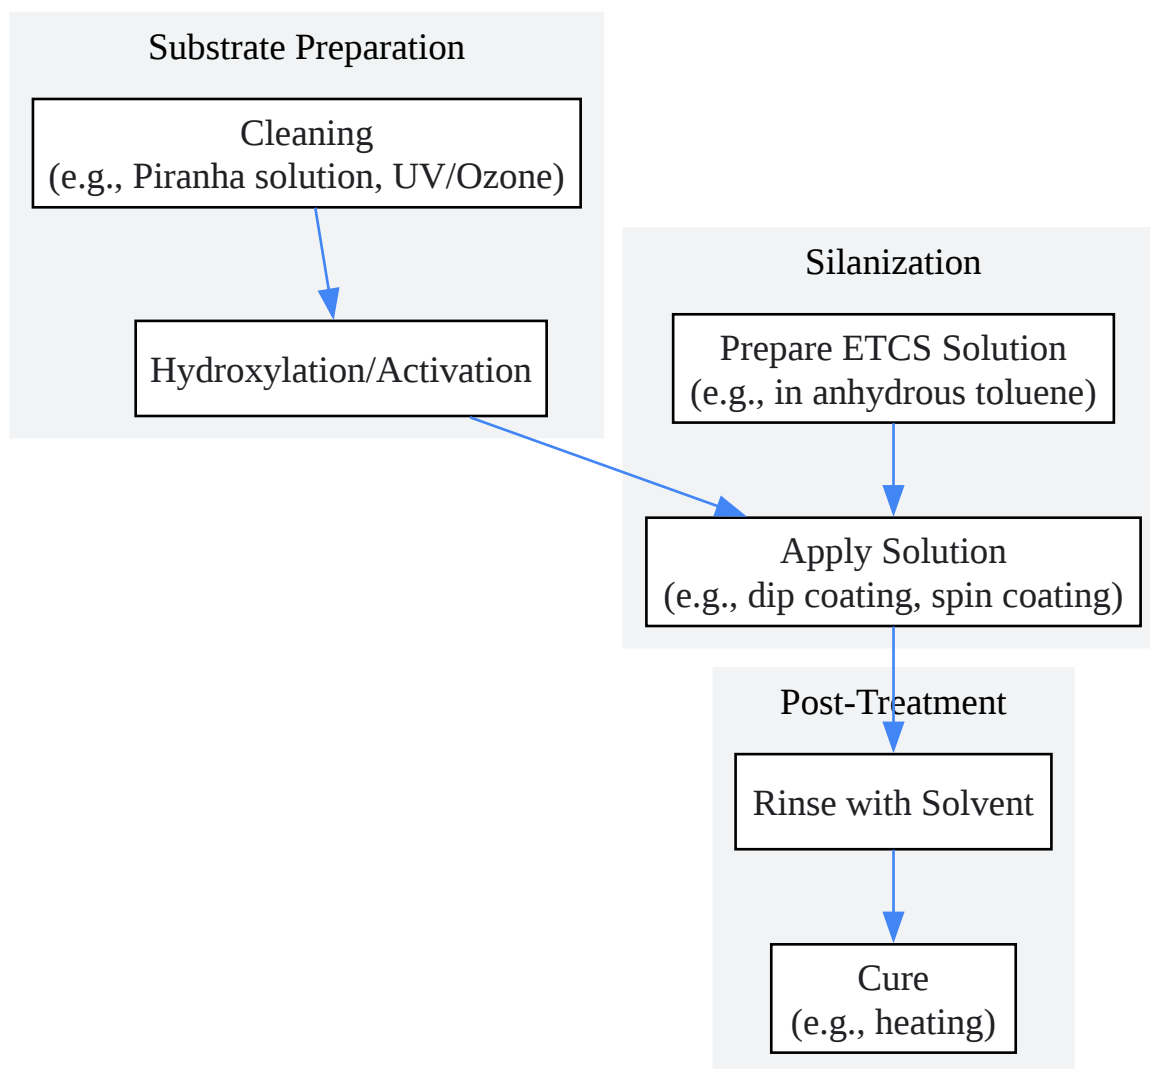 Substrate Preparation
Cleaning
(e.g., Piranha solution, UV/Ozone)
Hydroxylation/Activation
Silanization
Prepare ETCS Solution
(e.g., in anhydrous toluene)
Apply Solution
(e.g., dip coating, spin coating)
Post-Treatment
Rinse with Solvent
Cure
(e.g., heating)